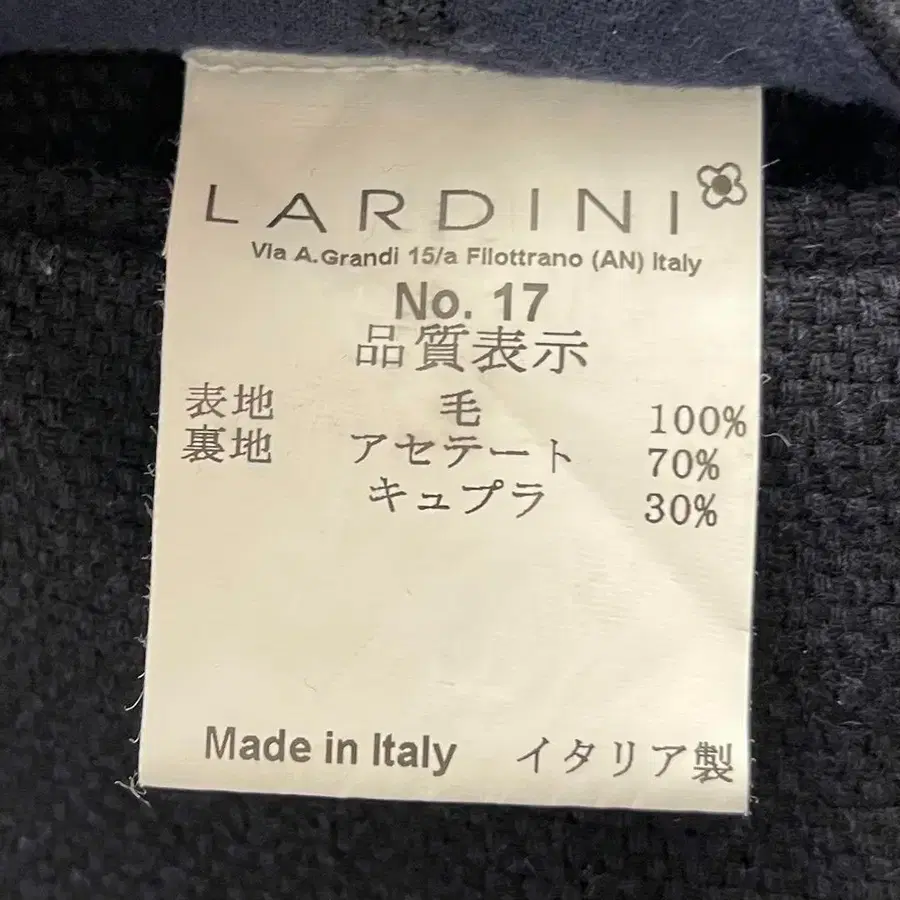 LARDINI
Via A.Grandi 15/a Filottrano (AN) Italy
No. 17
品質表示
表地 毛 100%
裏地 アセテート 70%
キュプラ 30%
Made in Italy イタリア製